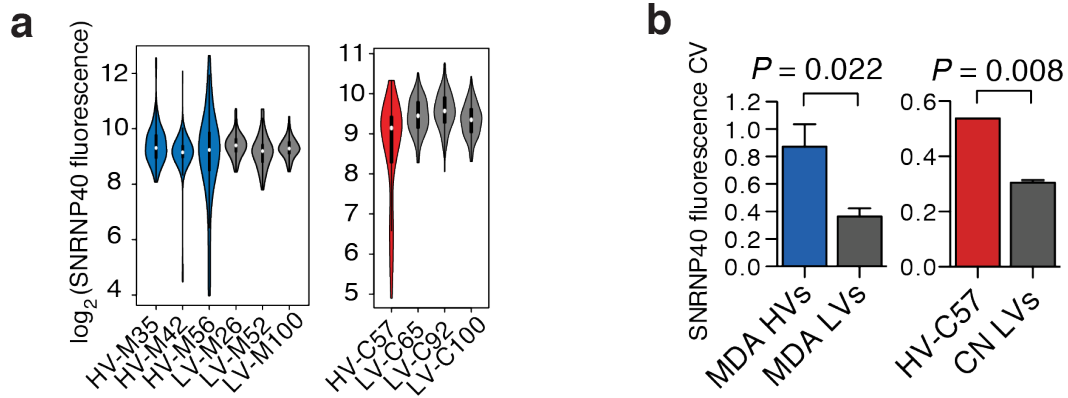 a
log2(SNRNP40 fluorescence)
12
10
8
6
4
HV-M35
HV-M42
HV-M56
LV-M26
LV-M52
LV-M100
11
10
9
8
7
6
5
HV-C57
LV-C65
LV-C92
LV-C100
b
SNRNP40 fluorescence CV
P = 0.022
1.2
1.0
0.8
0.6
0.4
0.2
0.0
MDA HVs
MDA LVs
P = 0.008
0.6
0.4
0.2
0.0
HV-C57
CN LVs